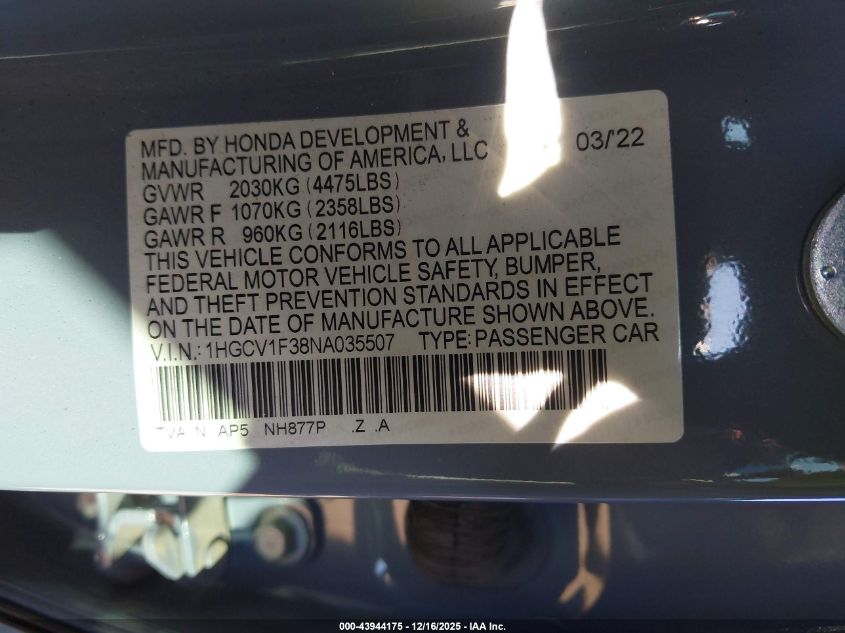 MFD. BY HONDA DEVELOPMENT &
MANUFACTURING OF AMERICA, LLC 03/'22
GVWR 2030KG (4475LBS)
GAWR F 1070KG (2358LBS)
GAWR R 960KG (2116LBS)
THIS VEHICLE CONFORMS TO ALL APPLICABLE
FEDERAL MOTOR VEHICLE SAFETY, BUMPER,
AND THEFT PREVENTION STANDARDS IN EFFECT
ON THE DATE OF MANUFACTURE SHOWN ABOVE.
V.I.N.: 1HGCV1F38NA035507 TYPE: PASSENGER CAR
TVA N AP5 NH877P .Z .A
000-43944175 - 12/16/2025 - IAA Inc.